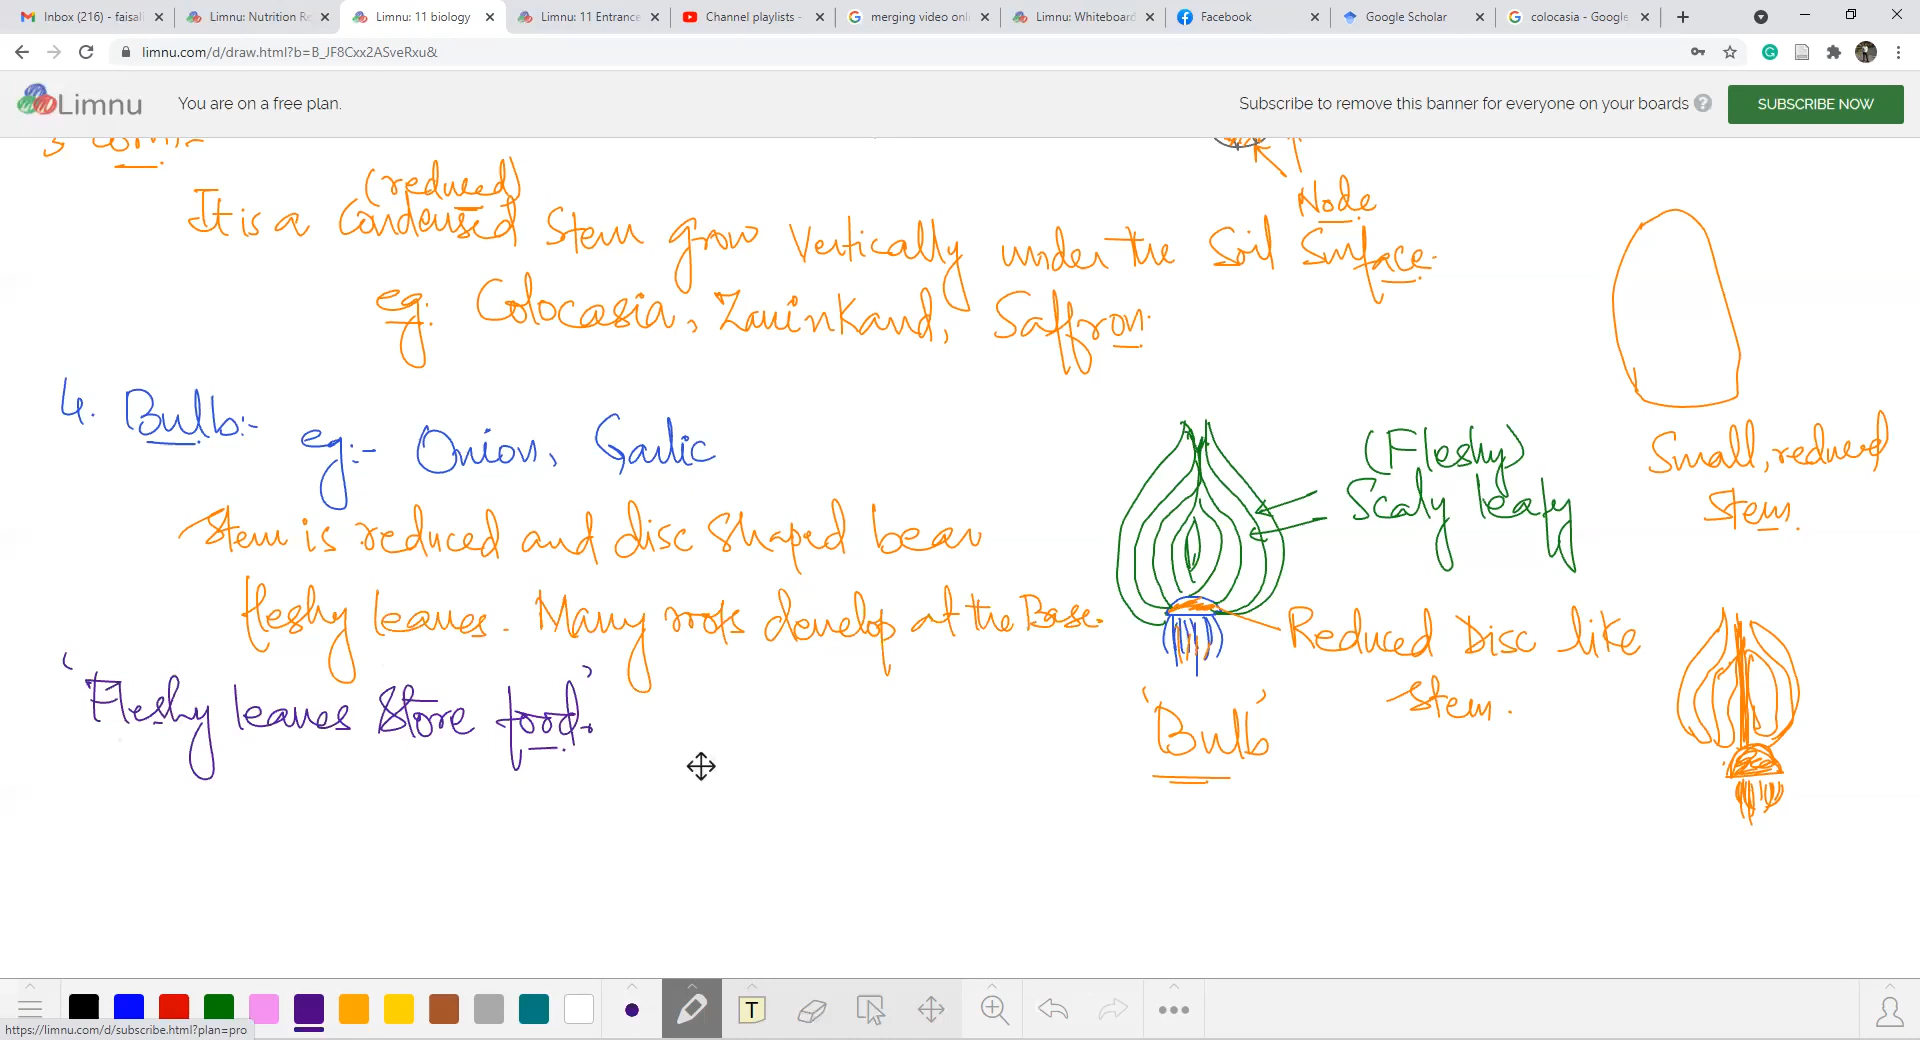 Inbox (216) - faisall
Limnu: Nutrition Re
Limnu: 11 biology
Limnu: 11 Entrance
Channel playlists -
merging video onl
Limnu: Whiteboard
Facebook
Google Scholar
colocasia - Google
limnu.com/d/draw.html?b=B_JF8Cxx2ASveRxu&
Limnu
You are on a free plan.
Subscribe to remove this banner for everyone on your boards ?
SUBSCRIBE NOW
(reduced)
Node
It is a Condensed Stem grow Vertically under the Soil Surface.
eg. Colocasia, Zaminkand, Saffron.
4. Bulb:-
eg:- Onion, Garlic
(Fleshy)
Scaly leafy
Small, reduced
Stem.
Stem is reduced and disc shaped bear
fleshy leaves. Many roots develop at the Base.
Reduced Disc like
Stem.
'Fleshy leaves Store food.'
'Bulb'
T
https://limnu.com/d/subscribe.html?plan=pro